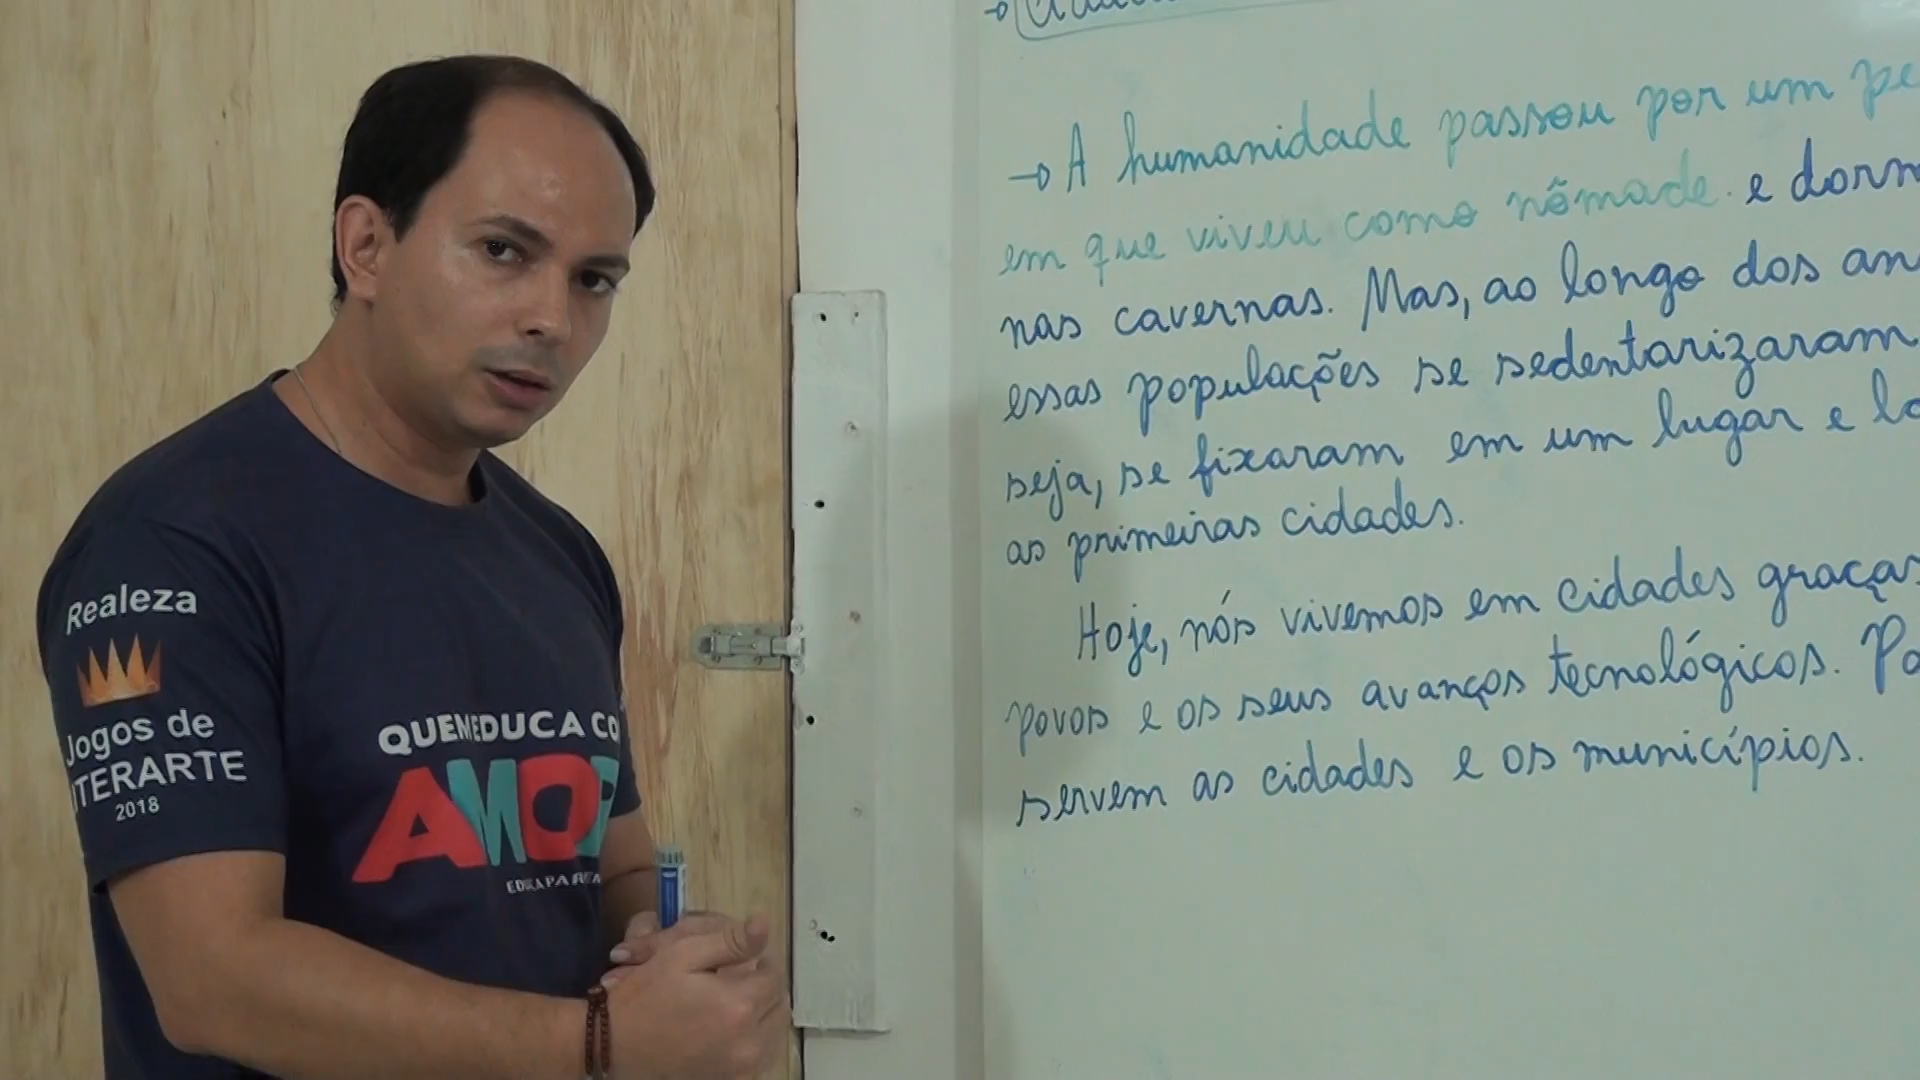 Realeza
Jogos de
2018
QUEM EDUCA
→ A humanidade passou por um
em que viveu como nômade. e
nas cavernas. Mas, ao longo dos
essas populações se sedentarizaram
seja, se fixaram em um lugar e
as primeiras cidades.
Hoje, nós vivemos em cidades graças
povos e os seus avanços tecnológicos.
servem as cidades e os municípios.